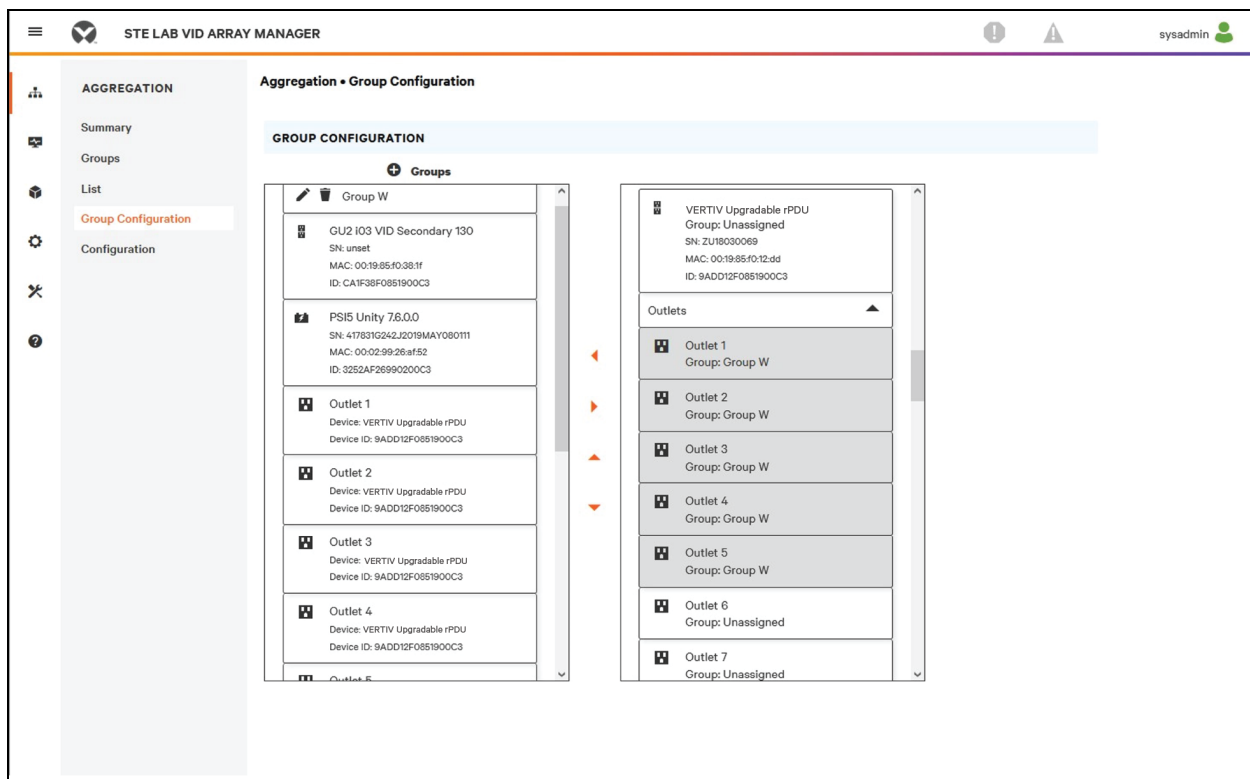 STE LAB VID ARRAY MANAGER
sysadmin
AGGREGATION
Summary
Groups
List
Group Configuration
Configuration
Aggregation • Group Configuration
GROUP CONFIGURATION
Groups
Group W
GU2 i03 VID Secondary 130
SN: unset
MAC: 00:19:85:f0:38:1f
ID: CA1F38F0851900C3
PSI5 Unity 7.6.0.0
SN: 417831G242J2019MAY080111
MAC: 00:02:99:26:af:52
ID: 3252AF26990200C3
Outlet 1
Device: VERTIV Upgradable rPDU
Device ID: 9ADD12F0851900C3
Outlet 2
Device: VERTIV Upgradable rPDU
Device ID: 9ADD12F0851900C3
Outlet 3
Device: VERTIV Upgradable rPDU
Device ID: 9ADD12F0851900C3
Outlet 4
Device: VERTIV Upgradable rPDU
Device ID: 9ADD12F0851900C3
Outlet 5
VERTIV Upgradable rPDU
Group: Unassigned
SN: ZU18030069
MAC: 00:19:85:f0:12:dd
ID: 9ADD12F0851900C3
Outlets
Outlet 1
Group: Group W
Outlet 2
Group: Group W
Outlet 3
Group: Group W
Outlet 4
Group: Group W
Outlet 5
Group: Group W
Outlet 6
Group: Unassigned
Outlet 7
Group: Unassigned